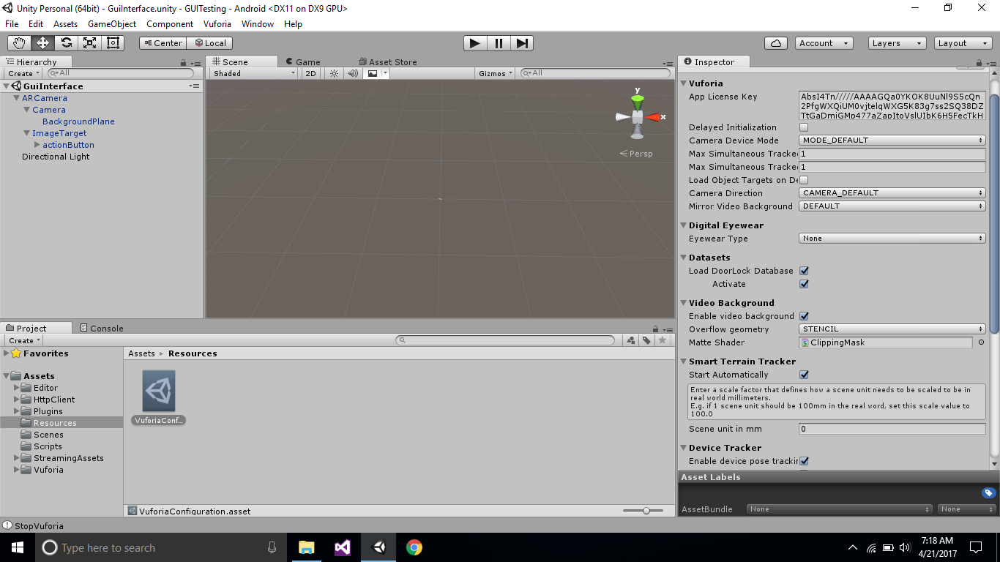 Unity Personal (64bit) - GuiInterface.unity - GUITesting - Android <DX11 on DX9 GPU>
File Edit Assets GameObject Component Vuforia Window Help
Center Local Account Layers Layout
Hierarchy
Create All
GuiInterface
ARCamera
Camera
BackgroundPlane
ImageTarget
actionButton
Directional Light
Scene Game Asset Store
Shaded 2D Gizmos All
y
x
Persp
Project Console
Create
Favorites
Assets
Editor
HttpClient
Plugins
Resources
Scenes
Scripts
StreamingAssets
Vuforia
Assets Resources
VuforiaConf...
VuforiaConfiguration.asset
Inspector
Vuforia
App License Key
Delayed Initialization
Camera Device Mode MODE_DEFAULT
Max Simultaneous Tracke 1
Max Simultaneous Tracke 1
Load Object Targets on De
Camera Direction CAMERA_DEFAULT
Mirror Video Background DEFAULT
Digital Eyewear
Eyewear Type None
Datasets
Load DoorLock Database
Activate
Video Background
Enable video background
Overflow geometry STENCIL
Matte Shader ClippingMask
Smart Terrain Tracker
Start Automatically
Enter a scale factor that defines how a scene unit needs to be scaled to be in
real world millimeters.
E.g. if 1 scene unit should be 100mm in the real word, set this scale value to
100.0
Scene unit in mm 0
Device Tracker
Enable device pose trackin
Asset Labels
AssetBundle None None
StopVuforia
Type here to search
7:18 AM
4/21/2017